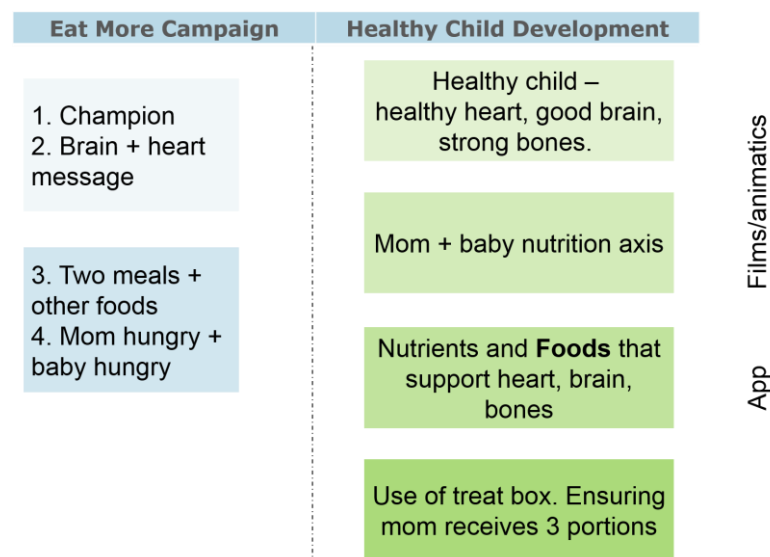 Eat More Campaign
Healthy Child Development
1. Champion
2. Brain + heart
message
3. Two meals +
other foods
4. Mom hungry +
baby hungry
Healthy child –
healthy heart, good brain,
strong bones.
Mom + baby nutrition axis
Nutrients and Foods that
support heart, brain,
bones
Use of treat box. Ensuring
mom receives 3 portions
Films/animatics
App